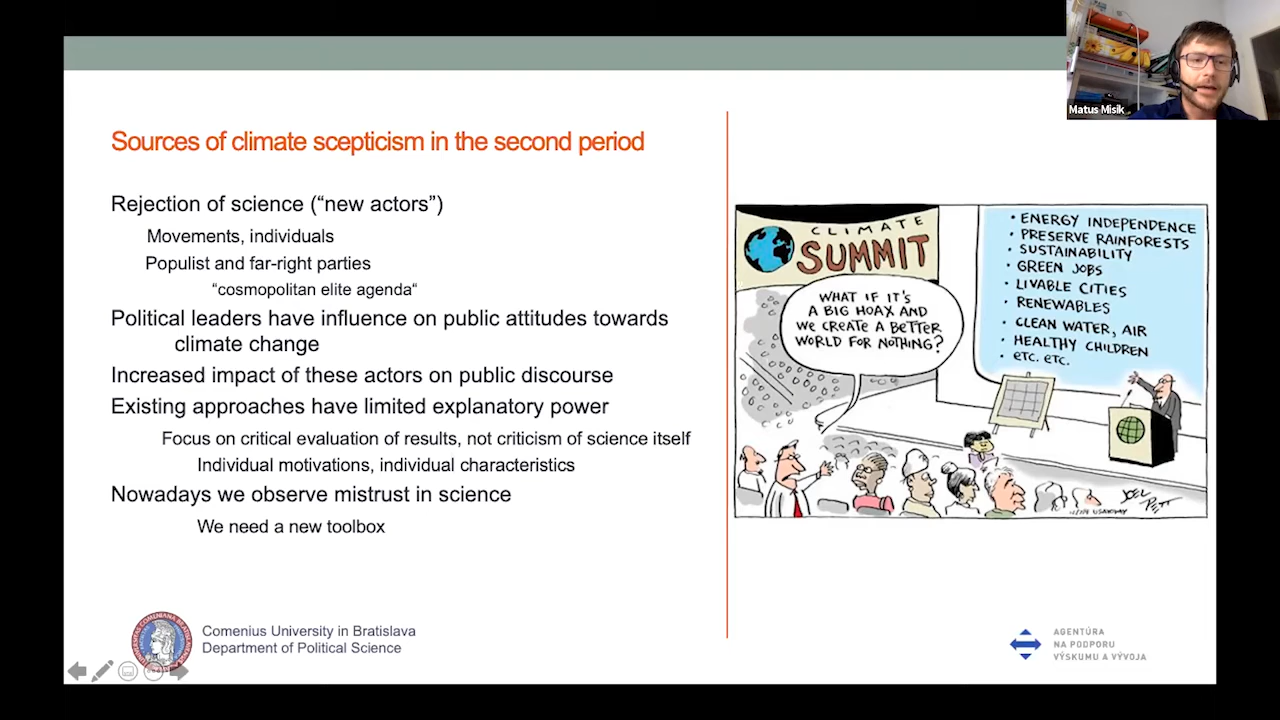 Matus Misik
Sources of climate scepticism in the second period
Rejection of science (“new actors”)
Movements, individuals
Populist and far-right parties
“cosmopolitan elite agenda“
Political leaders have influence on public attitudes towards
climate change
Increased impact of these actors on public discourse
Existing approaches have limited explanatory power
Focus on critical evaluation of results, not criticism of science itself
Individual motivations, individual characteristics
Nowadays we observe mistrust in science
We need a new toolbox
CLIMATE
SUMMIT
WHAT IF IT'S
A BIG HOAX AND
WE CREATE A BETTER
WORLD FOR NOTHING?
• ENERGY INDEPENDENCE
• PRESERVE RAINFORESTS
• SUSTAINABILITY
• GREEN JOBS
• LIVABLE CITIES
• RENEWABLES
• CLEAN WATER, AIR
• HEALTHY CHILDREN
• ETC. ETC.
JOEL
PETT
Comenius University in Bratislava
Department of Political Science
AGENTÚRA
NA PODPORU
VÝSKUMU A VÝVOJA